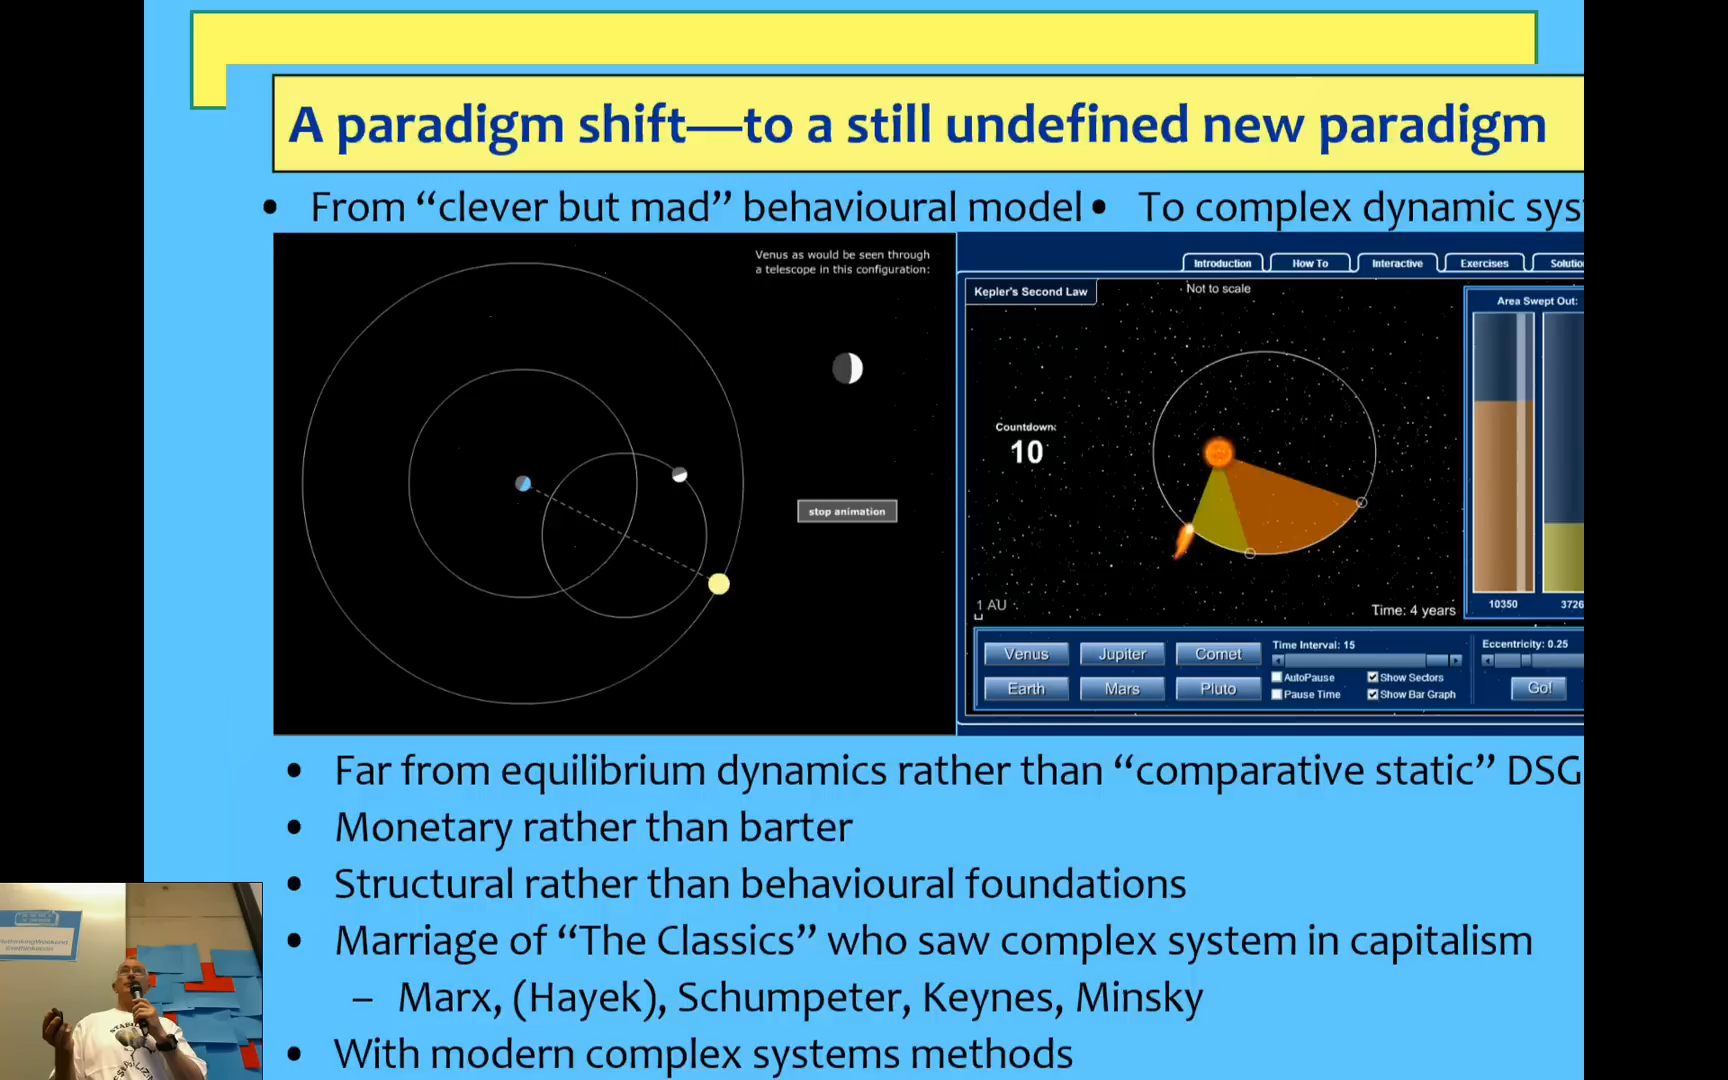 A paradigm shift—to a still undefined new paradigm
• From “clever but mad” behavioural model
• To complex dynamic sys
Venus as would be seen through
a telescope in this configuration:
stop animation
Introduction
How To
Interactive
Exercises
Solutio
Kepler's Second Law
Not to scale
Area Swept Out:
Countdown:
10
1 AU
Time: 4 years
10350
3726
Venus
Jupiter
Comet
Time Interval: 15
Eccentricity: 0.25
AutoPause
Show Sectors
Earth
Mars
Pluto
Pause Time
Show Bar Graph
Go!
• Far from equilibrium dynamics rather than “comparative static” DSG
• Monetary rather than barter
• Structural rather than behavioural foundations
• Marriage of “The Classics” who saw complex system in capitalism
– Marx, (Hayek), Schumpeter, Keynes, Minsky
• With modern complex systems methods